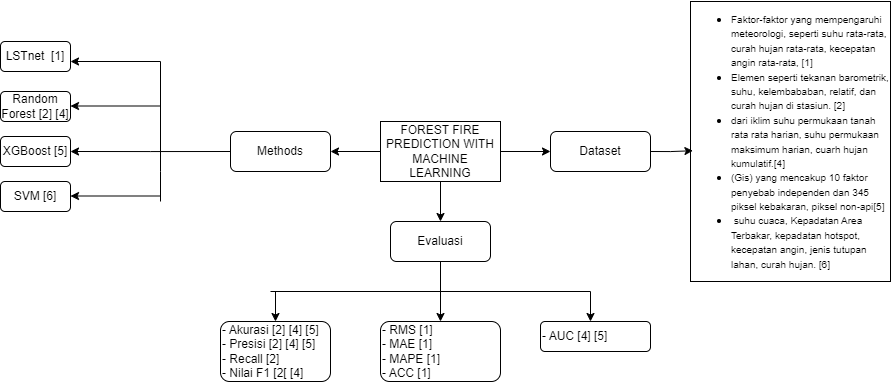 LSTnet [1]
Random
Forest [2] [4]
XGBoost [5]
SVM [6]
Methods
FOREST FIRE
PREDICTION WITH
MACHINE
LEARNING
Dataset
• Faktor-faktor yang mempengaruhi
meteorologi, seperti suhu rata-rata,
curah hujan rata-rata, kecepatan
angin rata-rata, [1]
• Elemen seperti tekanan barometrik,
suhu, kelembababan, relatif, dan
curah hujan di stasiun. [2]
• dari iklim suhu permukaan tanah
rata rata harian, suhu permukaan
maksimum harian, cuarh hujan
kumulatif.[4]
• (Gis) yang mencakup 10 faktor
penyebab independen dan 345
piksel kebakaran, piksel non-api[5]
• suhu cuaca, Kepadatan Area
Terbakar, kepadatan hotspot,
kecepatan angin, jenis tutupan
lahan, curah hujan. [6]
Evaluasi
- Akurasi [2] [4] [5]
- Presisi [2] [4] [5]
- Recall [2]
- Nilai F1 [2[ [4]
- RMS [1]
- MAE [1]
- MAPE [1]
- ACC [1]
- AUC [4] [5]